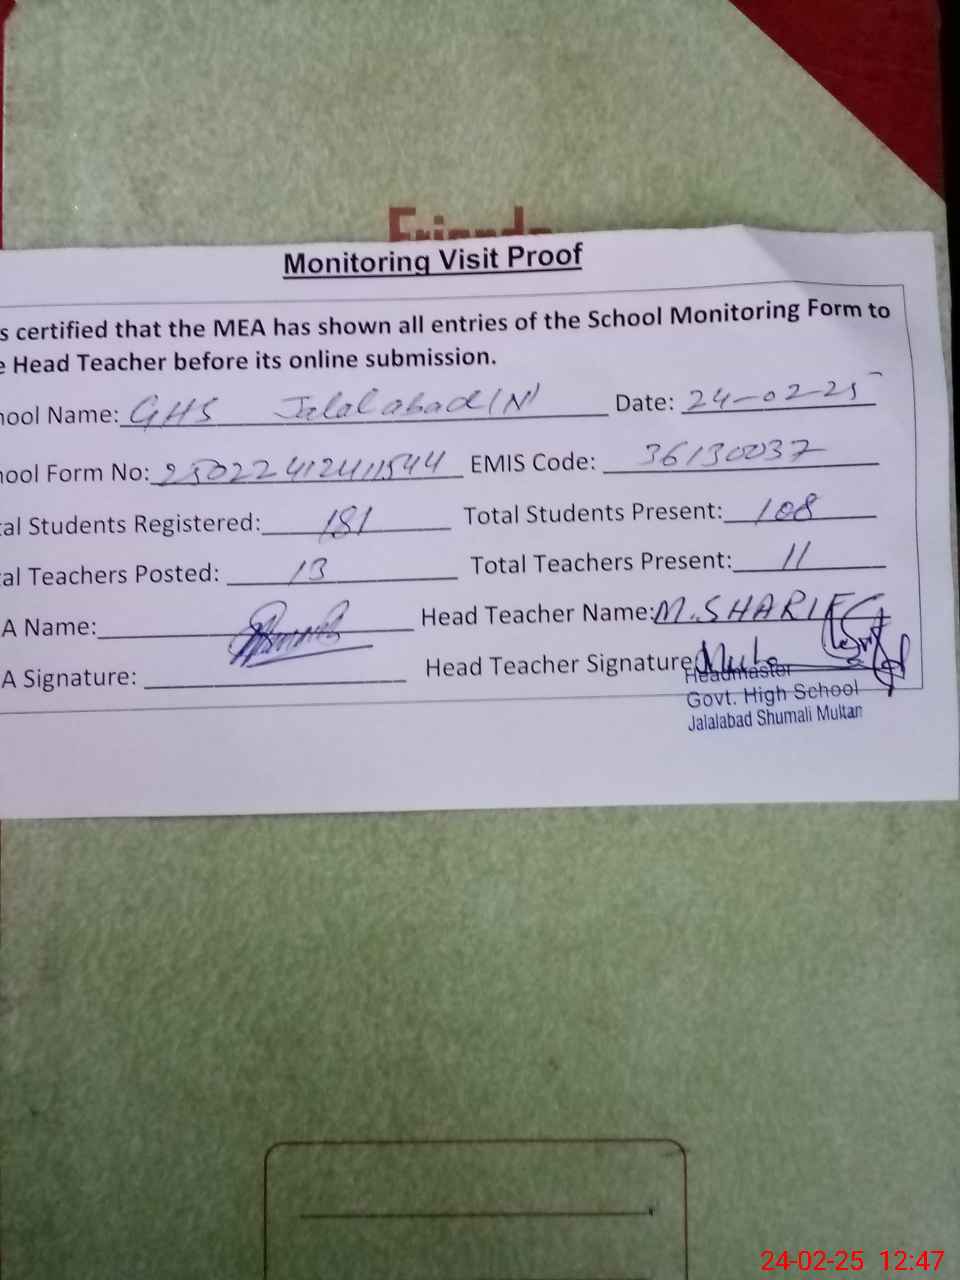 Monitoring Visit Proof
s certified that the MEA has shown all entries of the School Monitoring Form to
e Head Teacher before its online submission.
hool Name: GHS Jalalabad (N) Date: 24-02-25
hool Form No: EMIS Code: 36130037
al Students Registered: 181 Total Students Present: 108
al Teachers Posted: 13 Total Teachers Present: 11
A Name: Head Teacher Name: M. SHARIF
A Signature: Head Teacher Signature
Headmaster
Govt. High School
Jalalabad Shumali Multan
24-02-25 12:47